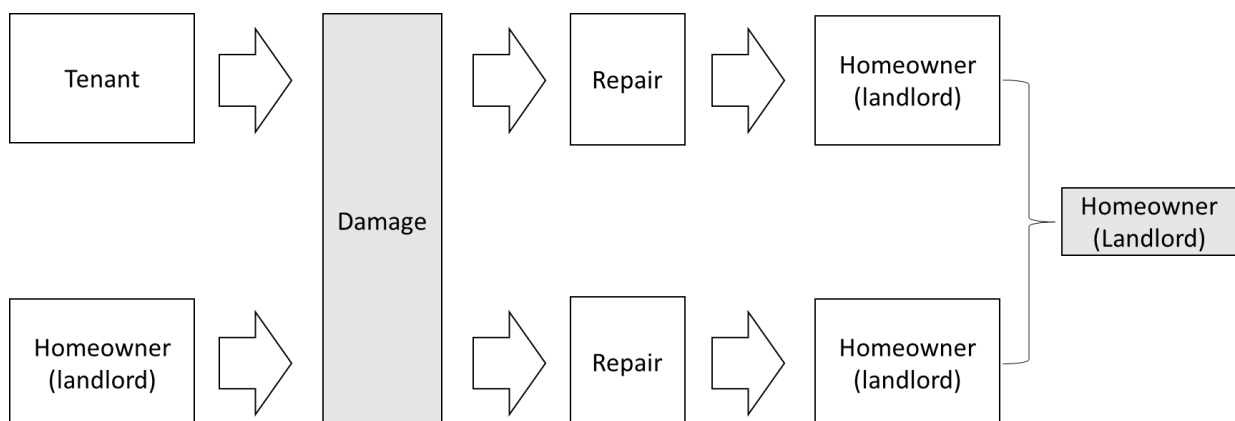 Tenant
Repair
Homeowner
(landlord)
Damage
Homeowner
(Landlord)
Homeowner
(landlord)
Repair
Homeowner
(landlord)